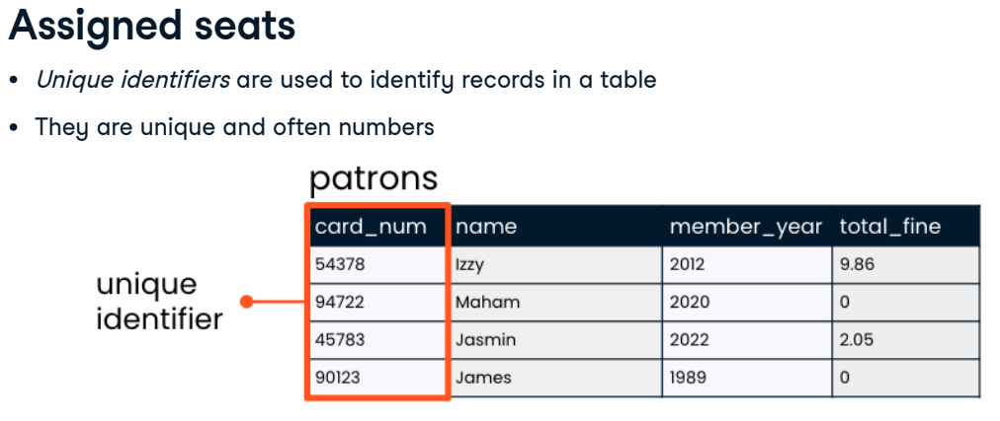 Assigned seats
• Unique identifiers are used to identify records in a table
• They are unique and often numbers
patrons
card_num name member_year total_fine
54378 Izzy 2012 9.86
94722 Maham 2020 0
45783 Jasmin 2022 2.05
90123 James 1989 0
unique
identifier